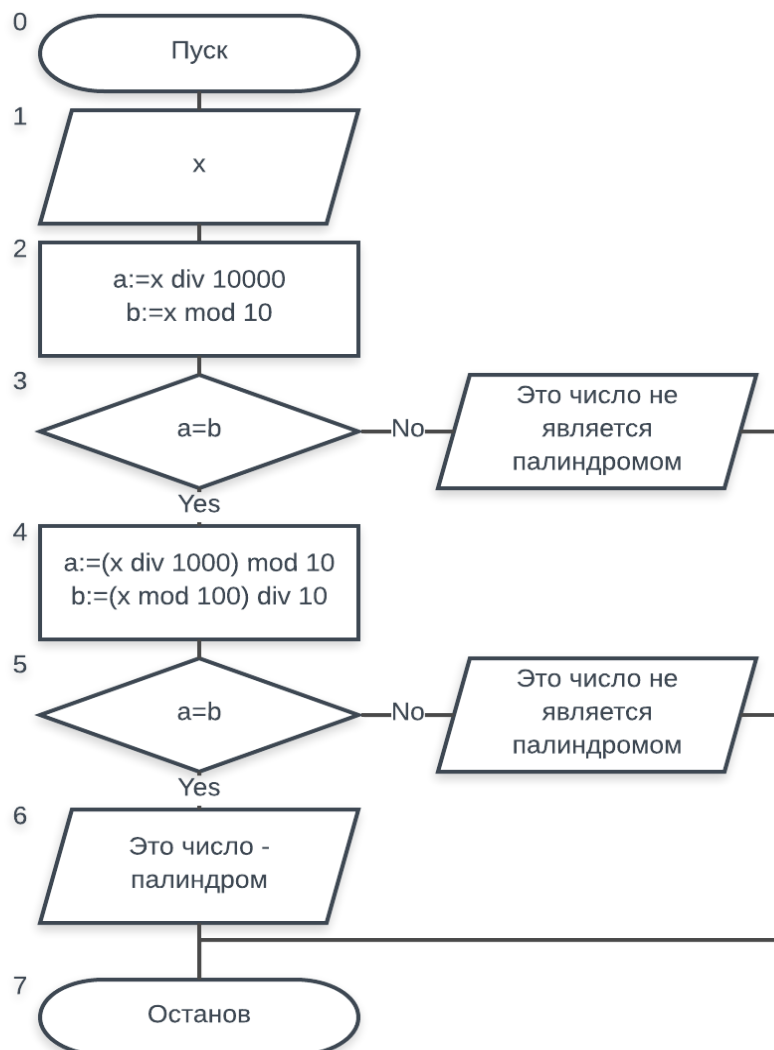 0
Пуск
1
x
2
a:=x div 10000
b:=x mod 10
3
a=b
No
Это число не
является
палиндромом
Yes
4
a:=(x div 1000) mod 10
b:=(x mod 100) div 10
5
a=b
No
Это число не
является
палиндромом
Yes
6
Это число -
палиндром
7
Останов